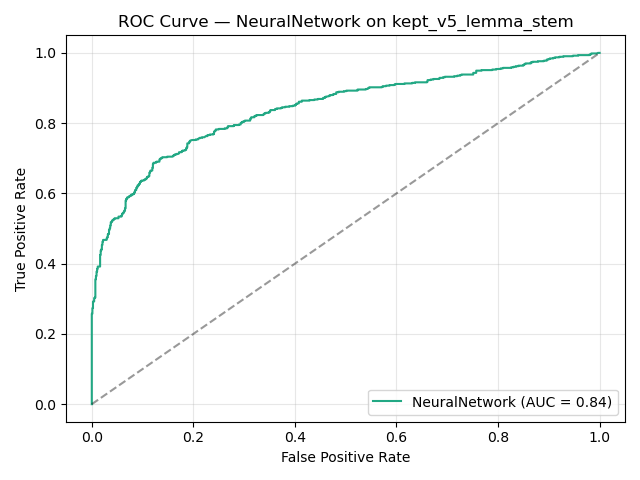 ROC Curve — NeuralNetwork on kept_v5_lemma_stem
True Positive Rate
1.0
0.8
0.6
0.4
0.2
0.0
NeuralNetwork (AUC = 0.84)
0.0 0.2 0.4 0.6 0.8 1.0
False Positive Rate